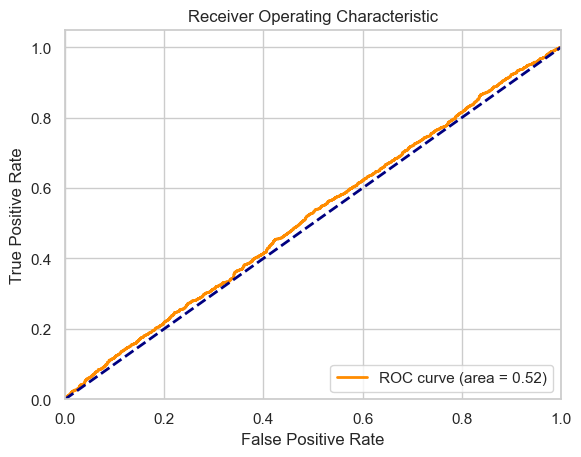 Receiver Operating Characteristic
True Positive Rate
1.0
0.8
0.6
0.4
0.2
0.0
ROC curve (area = 0.52)
0.0 0.2 0.4 0.6 0.8 1.0
False Positive Rate